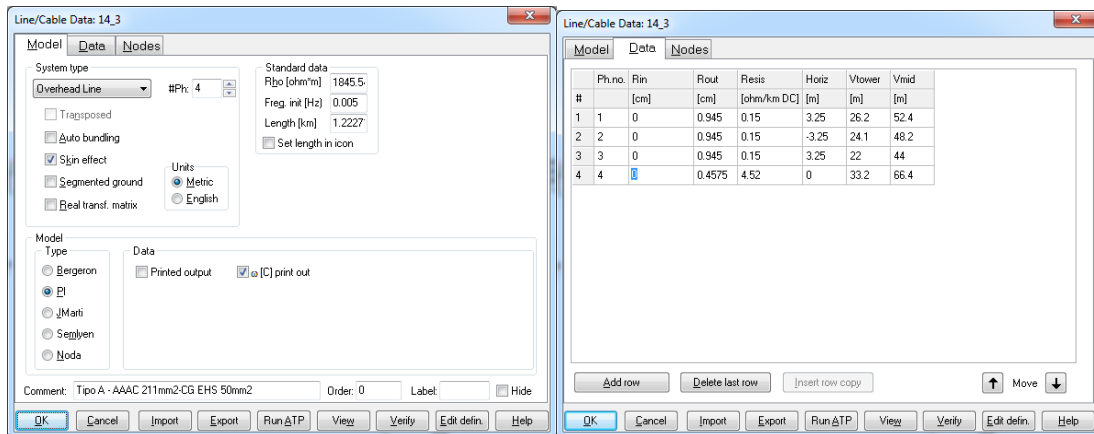 Line/Cable Data: 14_3
Model Data Nodes
System type
Overhead Line #Ph: 4
Transposed
Auto bundling
Skin effect
Segmented ground
Real transf. matrix
Units
Metric
English
Standard data
Rho [ohm*m] 1845.5
Freq. init [Hz] 0.005
Length [km] 1.2227
Set length in icon
Model
Type
Bergeron
PI
JMarti
Semlyen
Noda
Data
Printed output ω [C] print out
Comment: Tipo A - AAAC 211mm2-CG EHS 50mm2 Order: 0 Label: Hide
OK Cancel Import Export Run ATP View Verify Edit defin. Help
Line/Cable Data: 14_3
Model Data Nodes
Ph.no. Rin Rout Resis Horiz Vtower Vmid
# [cm] [cm] [ohm/km DC] [m] [m] [m]
1 1 0 0.945 0.15 3.25 26.2 52.4
2 2 0 0.945 0.15 -3.25 24.1 48.2
3 3 0 0.945 0.15 3.25 22 44
4 4 0 0.4575 4.52 0 33.2 66.4
Add row Delete last row Insert row copy Move
OK Cancel Import Export Run ATP View Verify Edit defin. Help